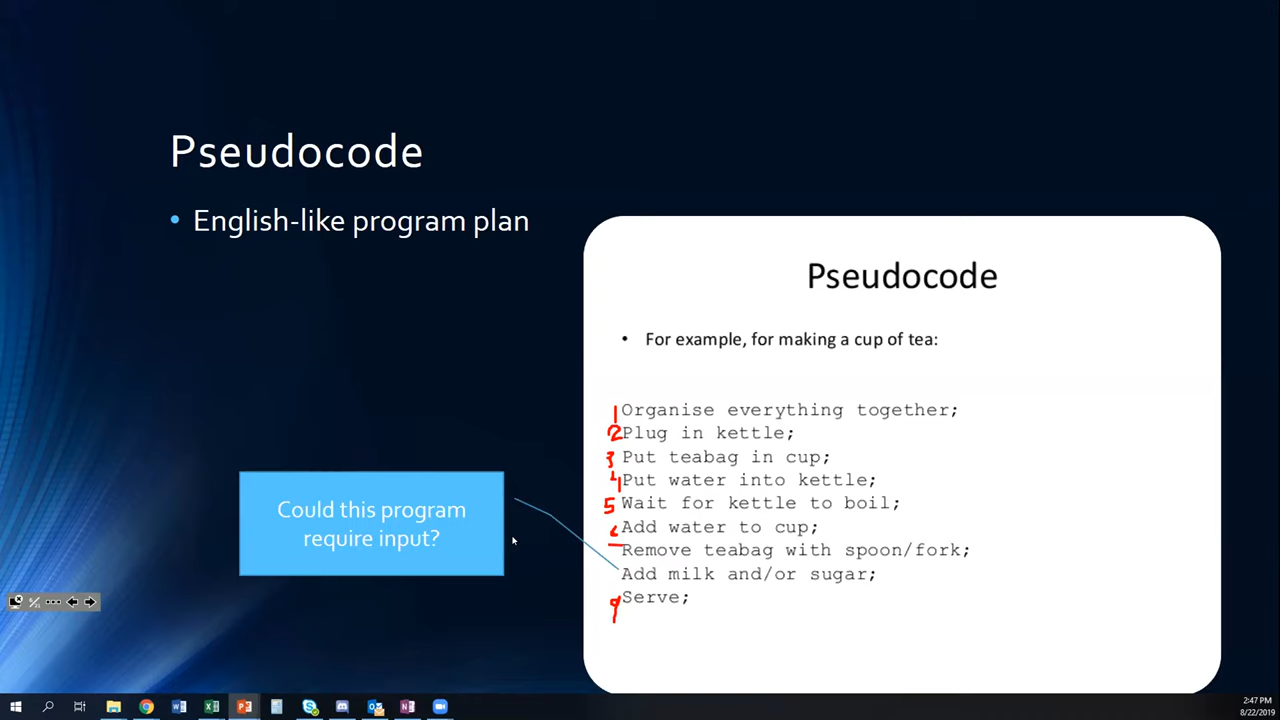 Pseudocode
• English-like program plan
Pseudocode
• For example, for making a cup of tea:
1 Organise everything together;
2 Plug in kettle;
3 Put teabag in cup;
4 Put water into kettle;
5 Wait for kettle to boil;
6 Add water to cup;
Remove teabag with spoon/fork;
Add milk and/or sugar;
9 Serve;
Could this program
require input?
2:47 PM
8/22/2019